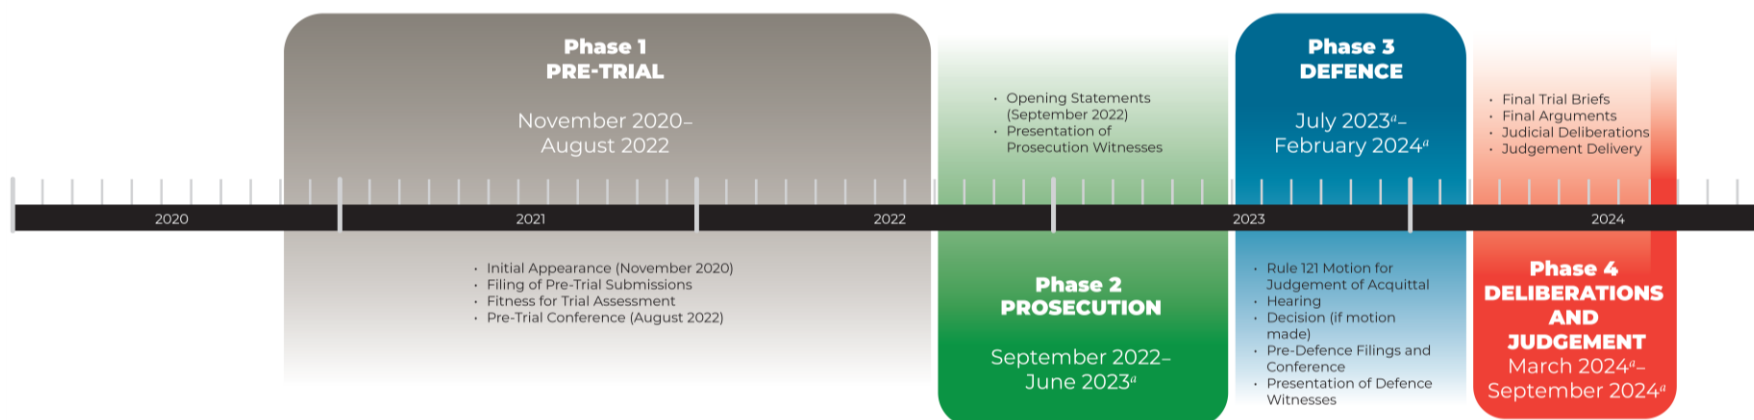 Phase 1
PRE-TRIAL
November 2020–
August 2022
• Opening Statements
(September 2022)
• Presentation of
Prosecution Witnesses
Phase 3
DEFENCE
July 2023ᵃ–
February 2024ᵃ
• Final Trial Briefs
• Final Arguments
• Judicial Deliberations
• Judgement Delivery
2020
2021
2022
2023
2024
• Initial Appearance (November 2020)
• Filing of Pre-Trial Submissions
• Fitness for Trial Assessment
• Pre-Trial Conference (August 2022)
Phase 2
PROSECUTION
September 2022–
June 2023ᵃ
• Rule 121 Motion for
Judgement of Acquittal
• Hearing
• Decision (if motion
made)
• Pre-Defence Filings and
Conference
• Presentation of Defence
Witnesses
Phase 4
DELIBERATIONS
AND
JUDGEMENT
March 2024ᵃ–
September 2024ᵃ